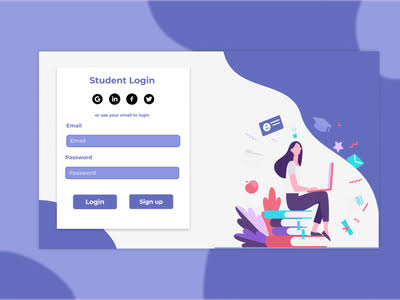 Student Login
G in f
or use your email to login
Email
Email
Password
Password
Login Sign up